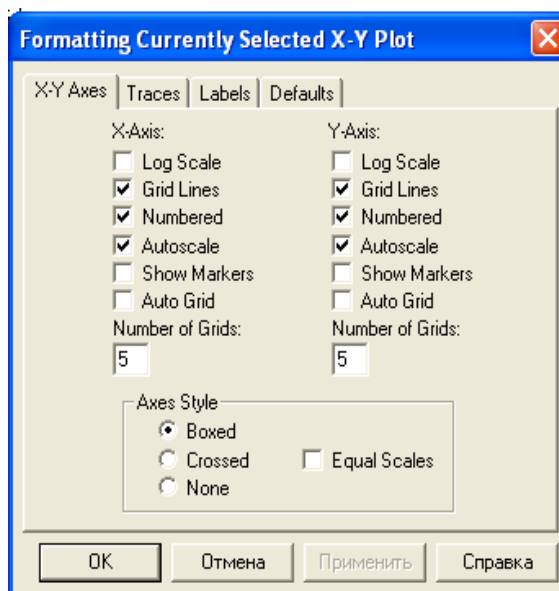 Formatting Currently Selected X-Y Plot
X-Y Axes Traces Labels Defaults
X-Axis: Y-Axis:
Log Scale Log Scale
Grid Lines Grid Lines
Numbered Numbered
Autoscale Autoscale
Show Markers Show Markers
Auto Grid Auto Grid
Number of Grids: Number of Grids:
5 5
Axes Style
Boxed
Crossed Equal Scales
None
OK Отмена Применить Справка